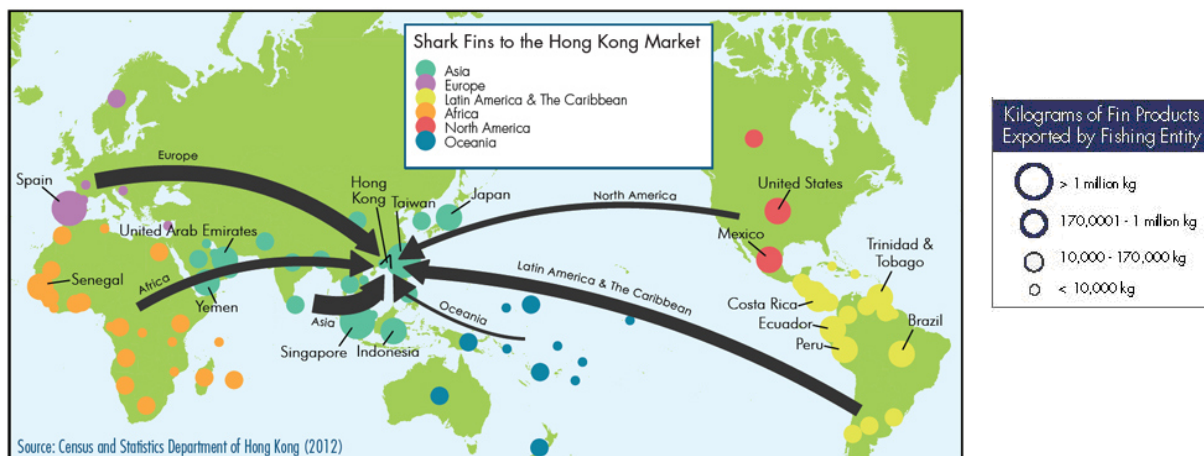 Shark Fins to the Hong Kong Market
Asia
Europe
Latin America & The Caribbean
Africa
North America
Oceania
Europe
Spain
Hong
Kong
Taiwan
Japan
North America
United States
United Arab Emirates
Mexico
Trinidad &
Tobago
Senegal
Africa
Yemen
Asia
Latin America & The Caribbean
Oceania
Costa Rica
Ecuador
Peru
Brazil
Singapore
Indonesia
Source: Census and Statistics Department of Hong Kong (2012)
Kilograms of Fin Products
Exported by Fishing Entity
> 1 million kg
170,0001 - 1 million kg
10,000 - 170,000 kg
< 10,000 kg